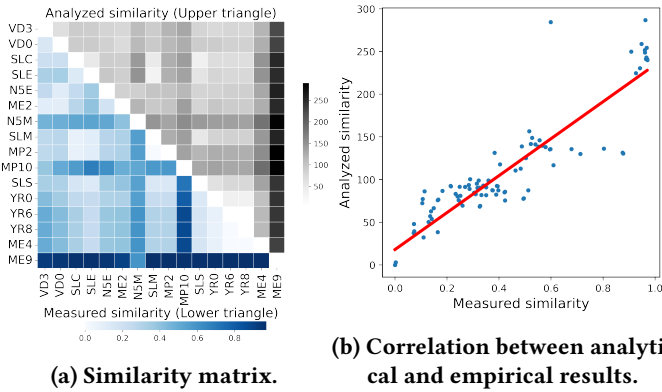 Analyzed similarity (Upper triangle)
VD3
VD0
SLC
SLE
N5E
ME2
N5M
SLM
MP2
MP10
SLS
YR0
YR6
YR8
ME4
ME9
VD3 VD0 SLC SLE N5E ME2 N5M SLM MP2 MP10 SLS YR0 YR6 YR8 ME4 ME9
250
200
150
100
50
Measured similarity (Lower triangle)
0.0 0.2 0.4 0.6 0.8
(a) Similarity matrix.
300
250
200
150
100
50
0
Analyzed similarity
0.0 0.2 0.4 0.6 0.8 1.0
Measured similarity
(b) Correlation between analyti
cal and empirical results.